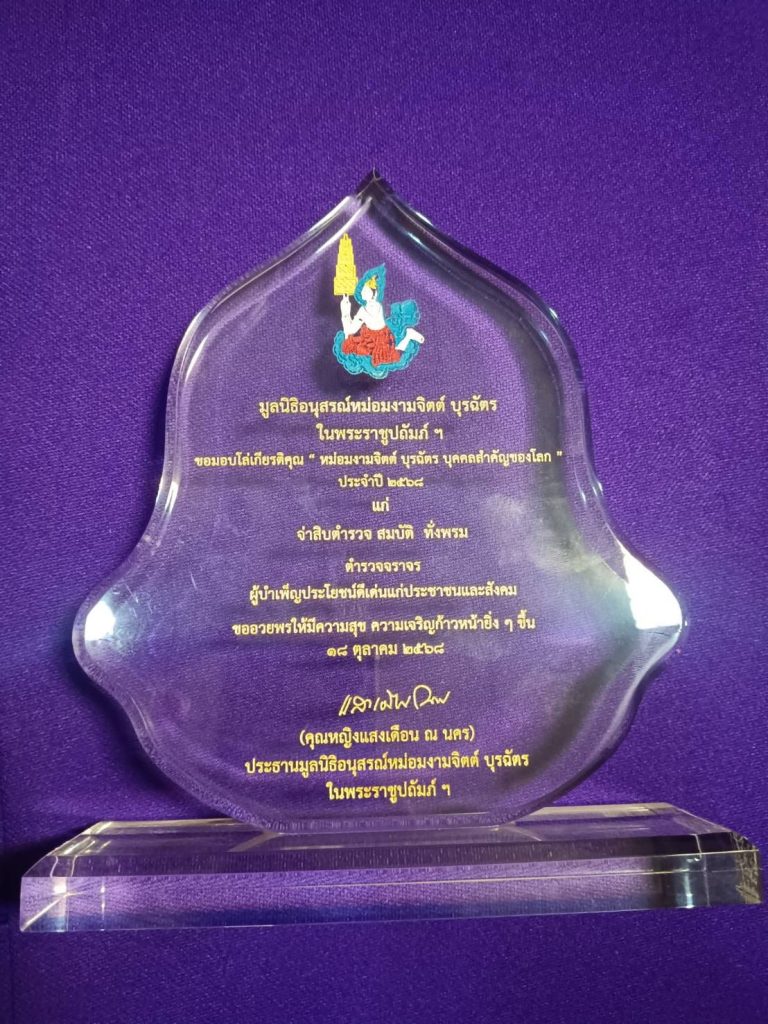 มูลนิธิอนุสรณ์หม่อมงามจิตต์ บุรฉัตร
ในพระราชูปถัมภ์ ฯ
ขอมอบโล่เกียรติคุณ “ หม่อมงามจิตต์ บุรฉัตร บุคคลสำคัญของโลก ”
ประจำปี ๒๕๖๘
แก่
จ่าสิบตำรวจ สมบัติ ทั่งพรม
ตำรวจจราจร
ผู้บำเพ็ญประโยชน์ดีเด่นแก่ประชาชนและสังคม
ขออวยพรให้มีความสุข ความเจริญก้าวหน้ายิ่ง ๆ ขึ้น
๑๘ ตุลาคม ๒๕๖๘
(คุณหญิงแสงเดือน ณ นคร)
ประธานมูลนิธิอนุสรณ์หม่อมงามจิตต์ บุรฉัตร
ในพระราชูปถัมภ์ ฯ